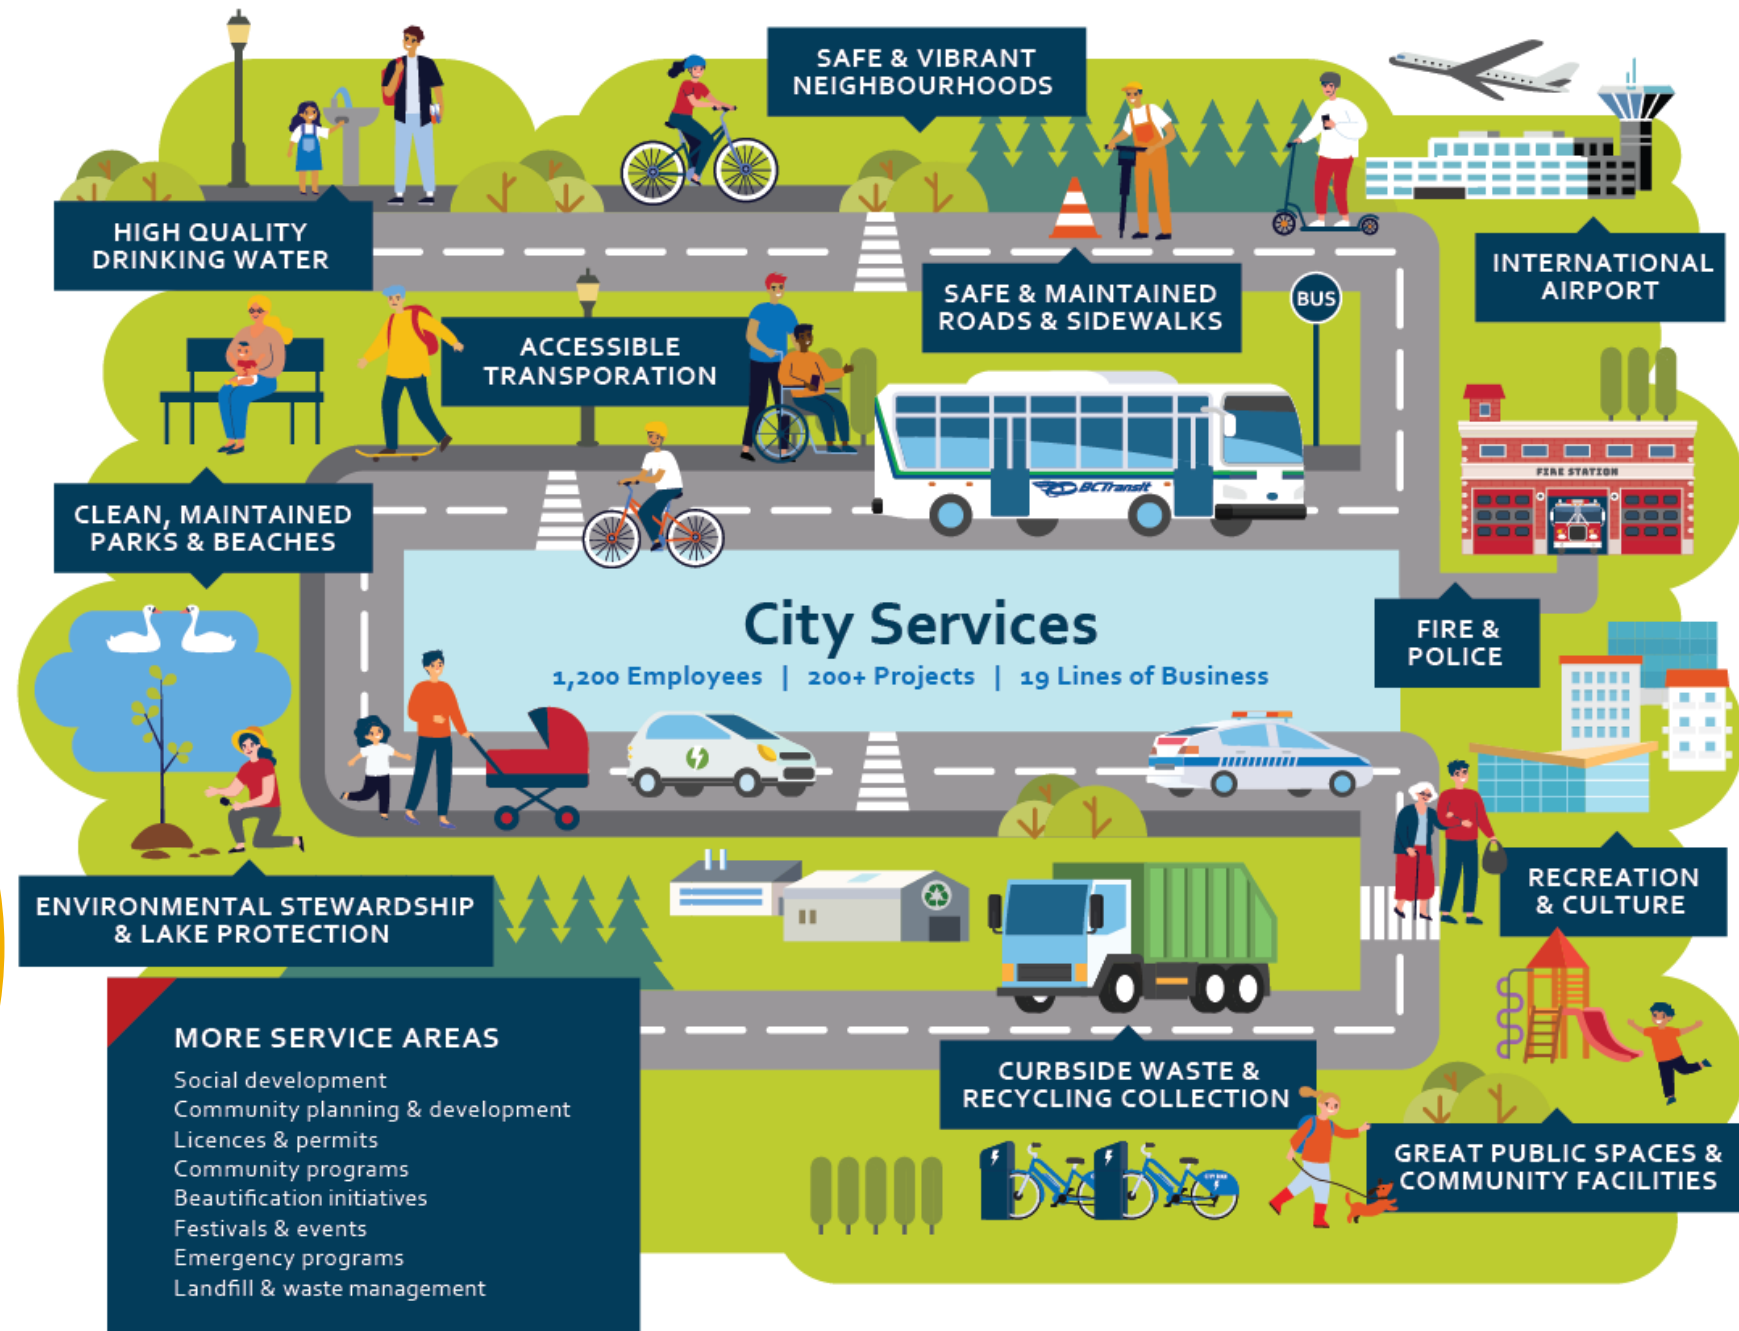 SAFE & VIBRANT
NEIGHBOURHOODS
HIGH QUALITY
DRINKING WATER
INTERNATIONAL
AIRPORT
SAFE & MAINTAINED
ROADS & SIDEWALKS
BUS
ACCESSIBLE
TRANSPORATION
FIRE STATION
BCTransit
CLEAN, MAINTAINED
PARKS & BEACHES
City Services
1,200 Employees | 200+ Projects | 19 Lines of Business
FIRE &
POLICE
RECREATION
& CULTURE
ENVIRONMENTAL STEWARDSHIP
& LAKE PROTECTION
MORE SERVICE AREAS
Social development
Community planning & development
Licences & permits
Community programs
Beautification initiatives
Festivals & events
Emergency programs
Landfill & waste management
CURBSIDE WASTE &
RECYCLING COLLECTION
GREAT PUBLIC SPACES &
COMMUNITY FACILITIES